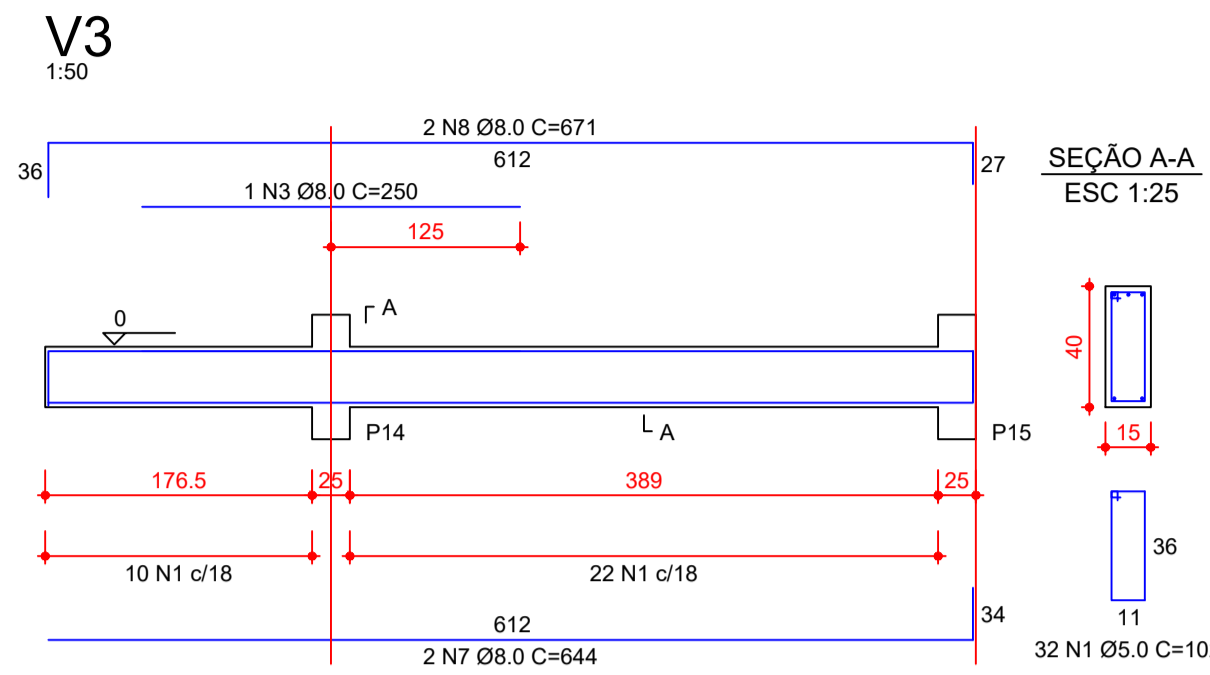 V3
1:50
2 N8 Ø8.0 C=671
36
612
27
1 N3 Ø8.0 C=250
125
SEÇÃO A-A
ESC 1:25
A
0
40
P14
A
P15
15
176.5
25
389
25
10 N1 c/18
22 N1 c/18
36
11
612
34
2 N7 Ø8.0 C=644
32 N1 Ø5.0 C=10